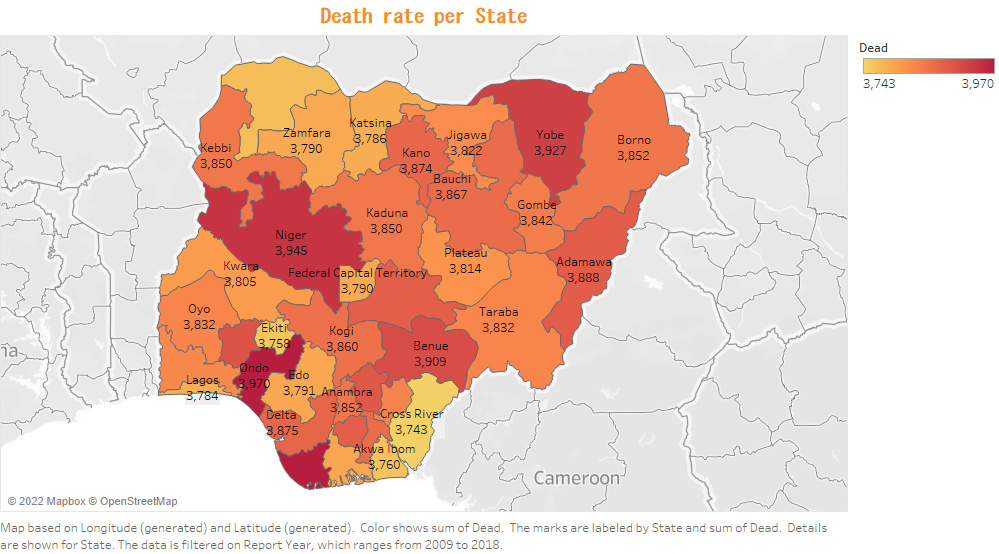 Death rate per State
Dead
3,743 3,970
Zamfara
3,790
Katsina
3,786
Kebbi
3,850
Kano
3,874
Jigawa
3,822
Yobe
3,927
Borno
3,852
Bauchi
3,867
Gombe
3,842
Kaduna
3,850
Niger
3,945
Kwara
3,805
Federal Capital Territory
3,790
Plateau
3,814
Adamawa
3,888
Oyo
3,832
Ekiti
3,758
Kogi
3,860
Taraba
3,832
Benue
3,909
Lagos
3,784
Ondo
3,970
Edo
3,791
Anambra
3,852
Delta
3,875
Cross River
3,743
Akwa Ibom
3,760
na
Cameroon
© 2022 Mapbox © OpenStreetMap
Map based on Longitude (generated) and Latitude (generated). Color shows sum of Dead. The marks are labeled by State and sum of Dead. Details
are shown for State. The data is filtered on Report Year, which ranges from 2009 to 2018.